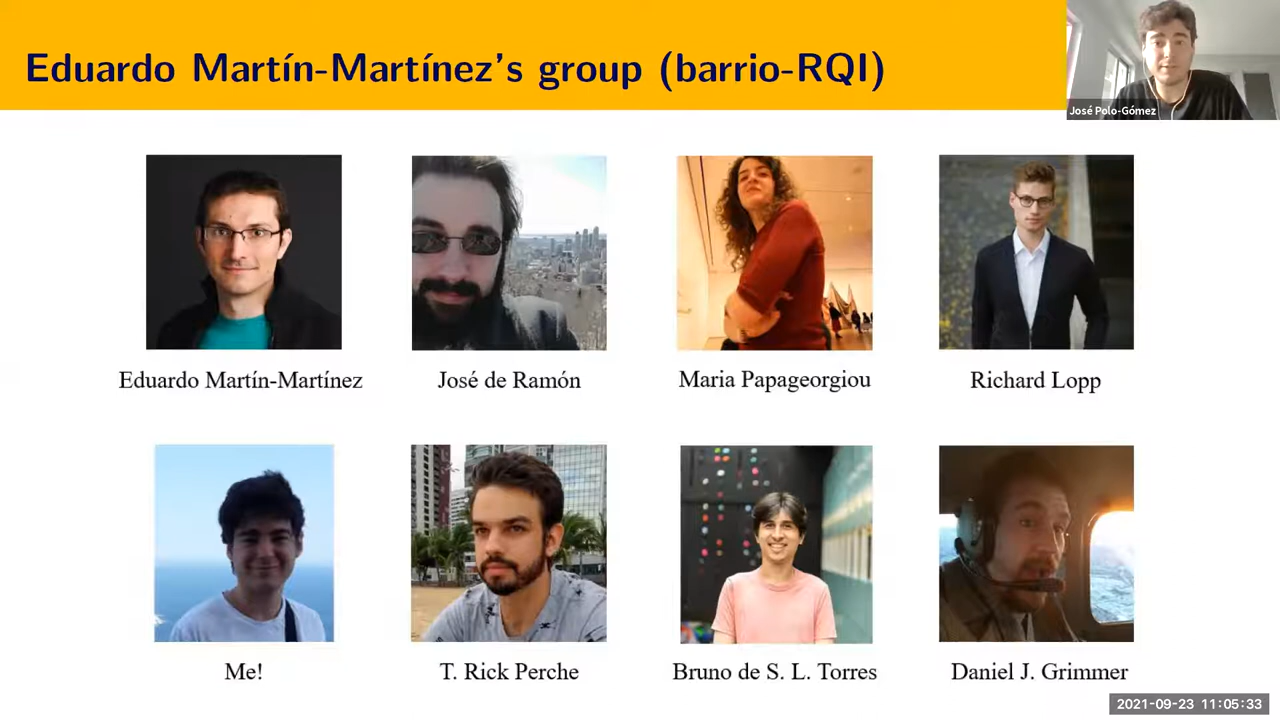 Eduardo Martín-Martínez's group (barrio-RQI)
José Polo-Gómez
Eduardo Martín-Martínez
José de Ramón
Maria Papageorgiou
Richard Lopp
Me!
T. Rick Perche
Bruno de S. L. Torres
Daniel J. Grimmer
2021-09-23 11:05:33